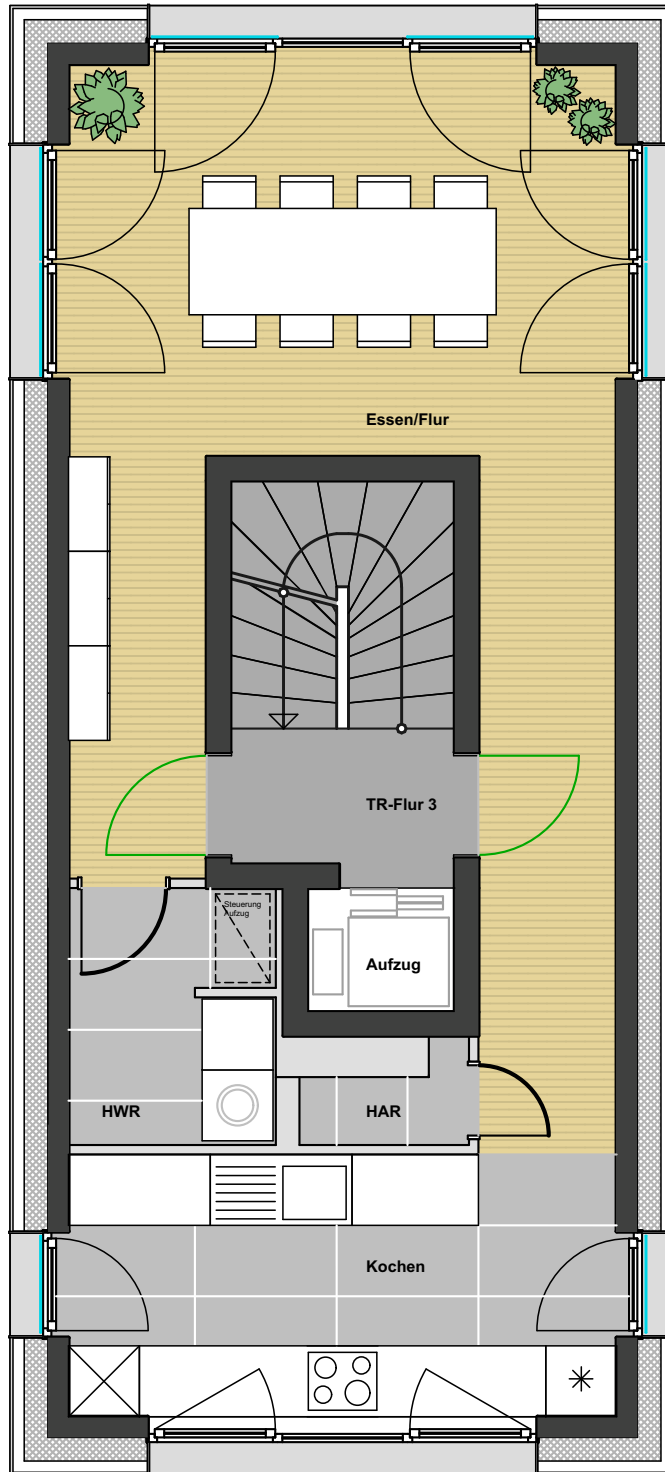 Essen/Flur
TR-Flur 3
Steuerung
Aufzug
Aufzug
HWR
HAR
Kochen